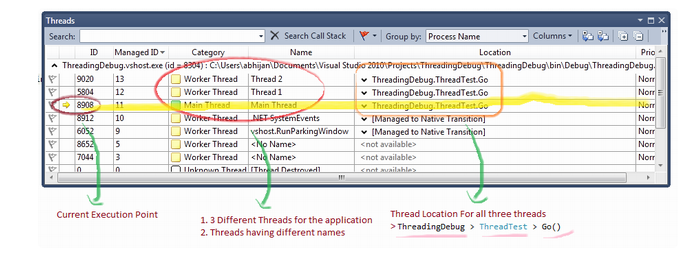 Threads
Search: Search Call Stack Group by: Process Name Columns
ID Managed ID Category Name Location Prio
ThreadingDebug.vshost.exe (id = 8304) : C:\Users\abhijan\Documents\Visual Studio 2010\Projects\ThreadingDebug\ThreadingDebug\bin\Debug\ThreadingDebug.
9020 13 Worker Thread Thread 2 ThreadingDebug.ThreadTest.Go Norr
5804 12 Worker Thread Thread 1 ThreadingDebug.ThreadTest.Go Norr
8908 11 Main Thread Main Thread ThreadingDebug.ThreadTest.Go Norr
8912 10 Worker Thread .NET SystemEvents [Managed to Native Transition] Norr
6052 9 Worker Thread vshost.RunParkingWindow [Managed to Native Transition] Norr
8652 5 Worker Thread <No Name> <not available> Norr
7044 3 Worker Thread <No Name> <not available> Norr
0 0 Unknown Thread [Thread Destroyed] <not available>
Current Execution Point
1. 3 Different Threads for the application
2. Threads having different names
Thread Location For all three threads
> ThreadingDebug > ThreadTest > Go()